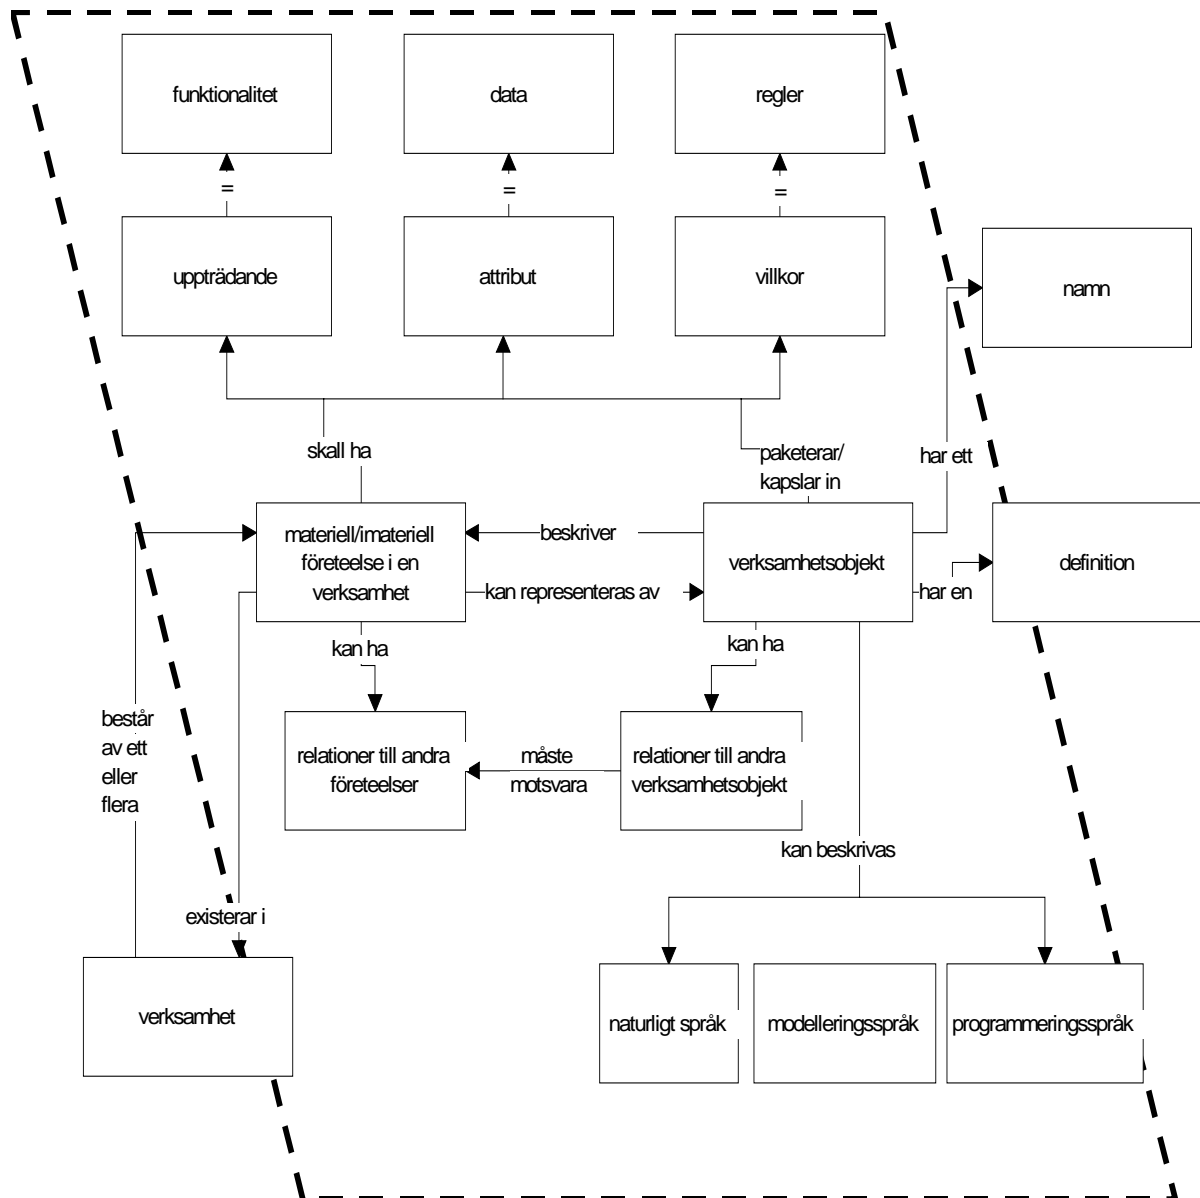 funktionalitet
data
regler
=
=
=
uppträdande
attribut
villkor
namn
skall ha
paketerar/
kapslar in
har ett
materiell/imateriell
företeelse i en
verksamhet
beskriver
kan representeras av
verksamhetsobjekt
har en
definition
kan ha
kan ha
består
av ett
eller
flera
relationer till andra
företeelser
måste
motsvara
relationer till andra
verksamhetsobjekt
kan beskrivas
existerar i
verksamhet
naturligt språk
modelleringsspråk
programmeringsspråk